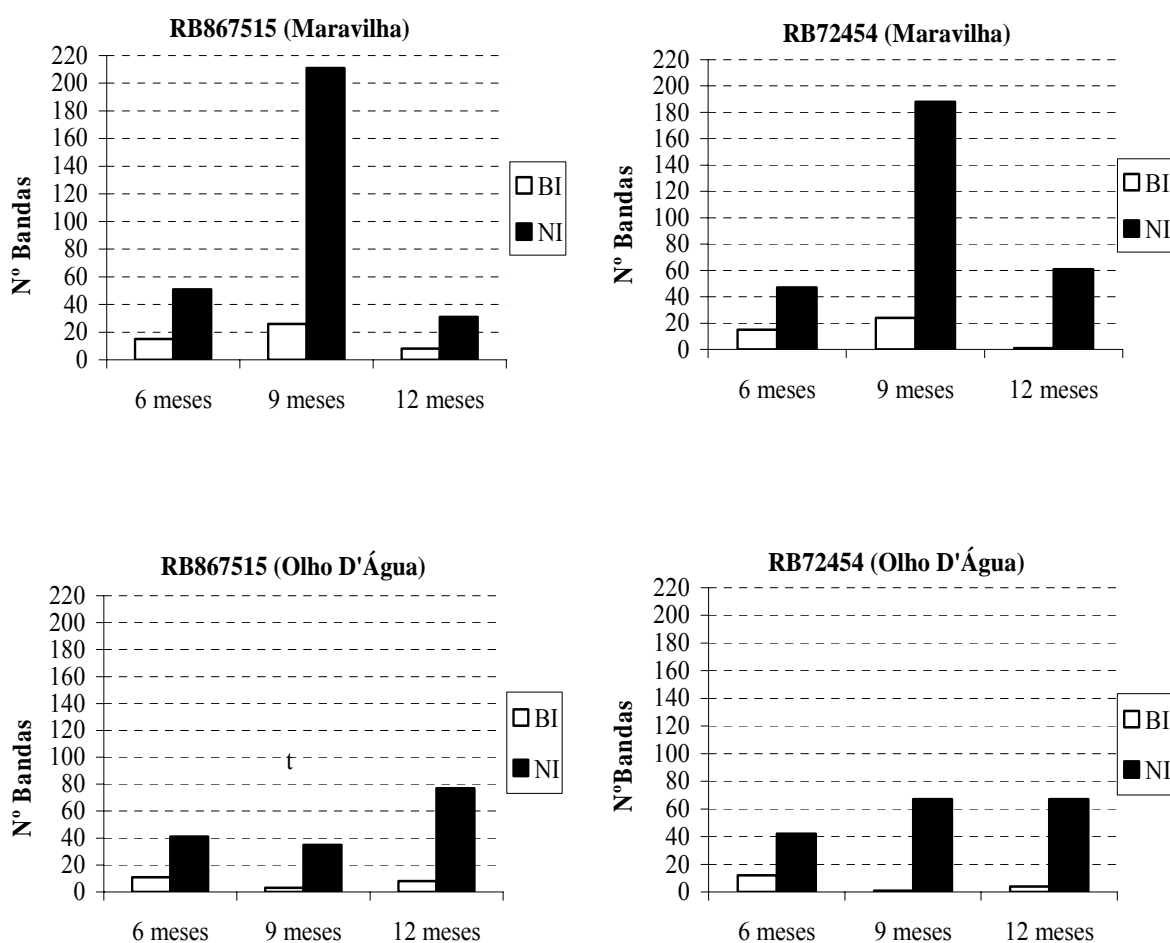 RB867515 (Maravilha)
Nº Bandas
220
200
180
160
140
120
100
80
60
40
20
0
6 meses 9 meses 12 meses
BI
NI
RB72454 (Maravilha)
Nº Bandas
220
200
180
160
140
120
100
80
60
40
20
0
6 meses 9 meses 12 meses
BI
NI
RB867515 (Olho D'Água)
Nº Bandas
220
200
180
160
140
120
100
80
60
40
20
0
t
6 meses 9 meses 12 meses
BI
NI
RB72454 (Olho D'Água)
NºBandas
220
200
180
160
140
120
100
80
60
40
20
0
6 meses 9 meses 12 meses
BI
NI